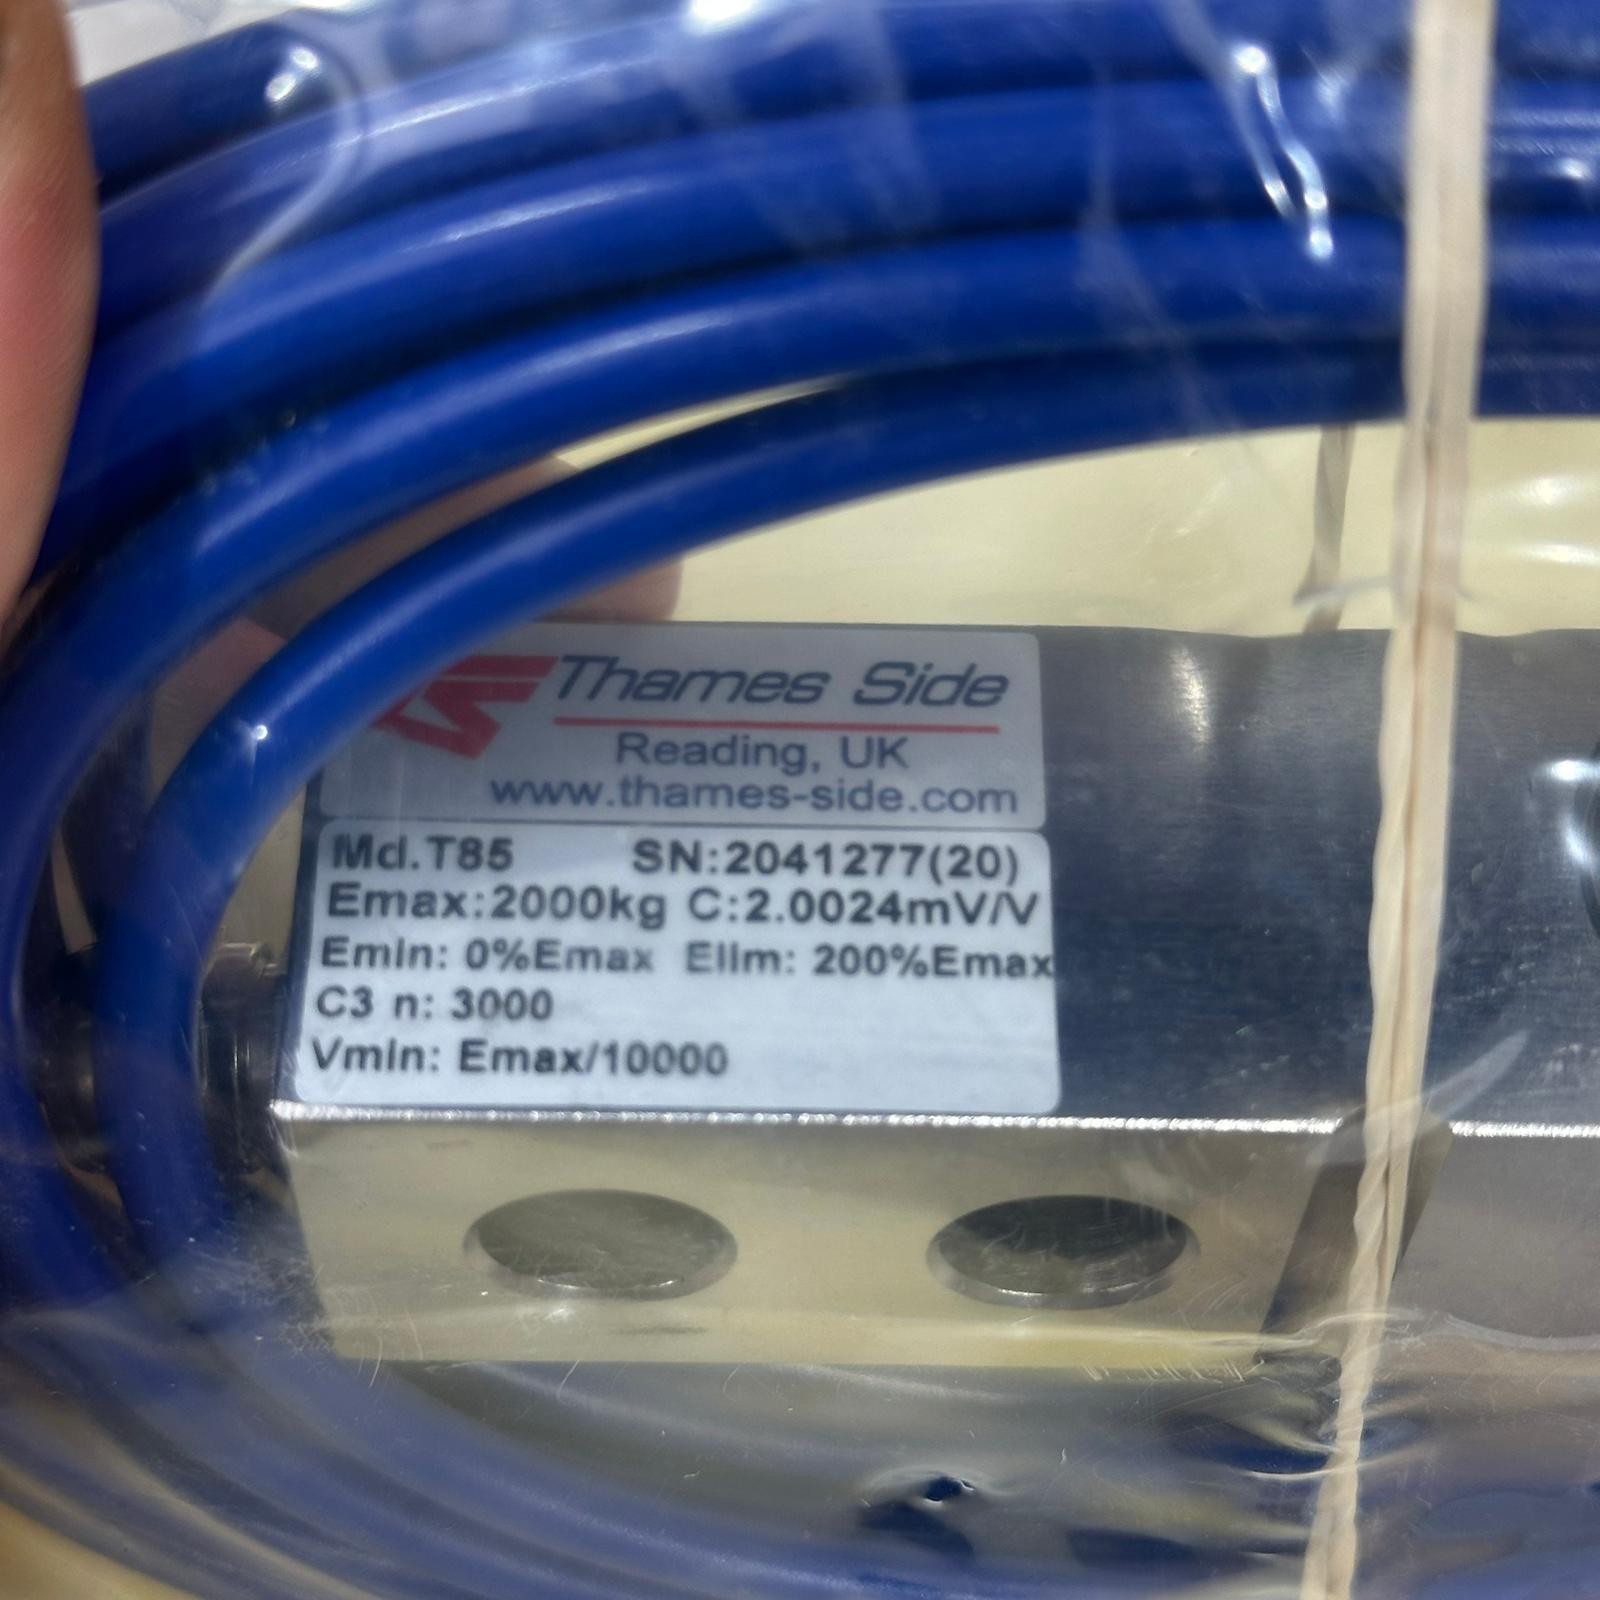 Thames Side
Reading, UK
www.thames-side.com
Md.T85 SN:2041277(20)
Emax:2000kg C:2.0024mV/V
Emin: 0%Emax Elim: 200%Emax
C3 n: 3000
Vmin: Emax/10000